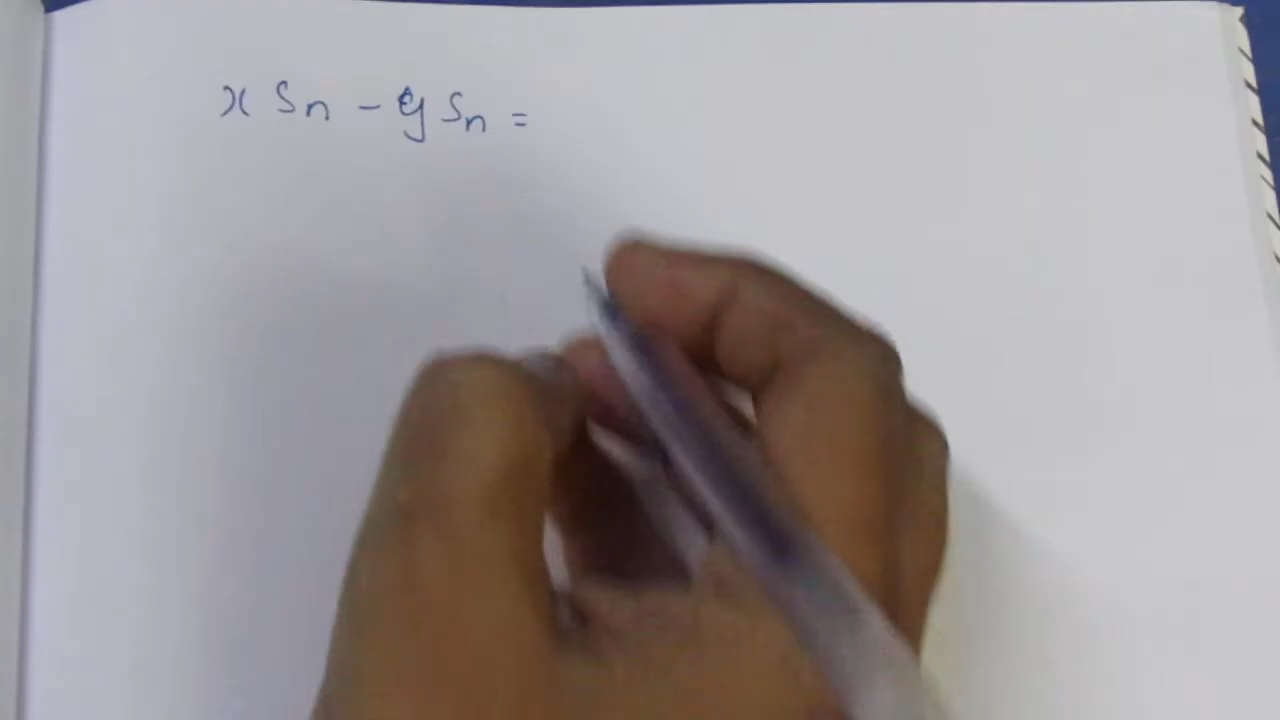 x Sn - y Sn =